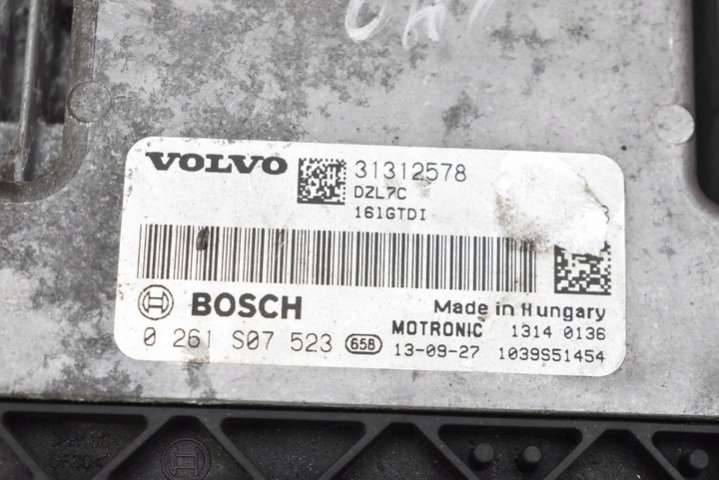 VOLVO 31312578
DZL7C
161GTDI
BOSCH Made in Hungary
MOTRONIC 1314 0136
0 261 S07 523 658 13-09-27 1039S51454